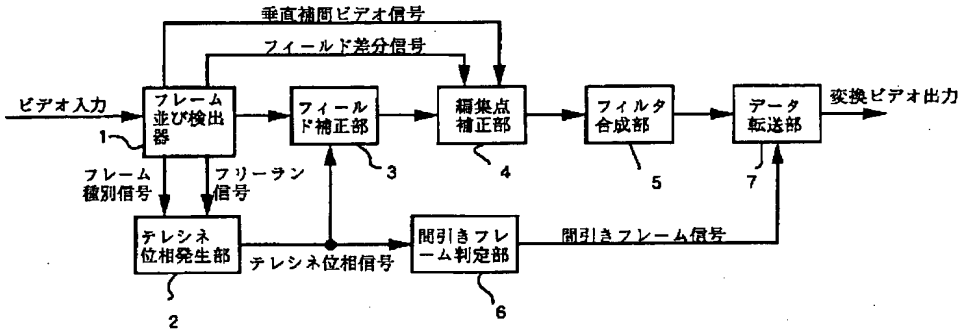 垂直補間ビデオ信号
フィールド差分信号
ビデオ入力
フレーム
並び検出
器
1
フィール
ド補正部
3
編集点
補正部
4
フィルタ
合成部
5
データ
転送部
7
変換ビデオ出力
フレーム
種別信号
フリーラン
信号
テレシネ
位相発生部
2
テレシネ位相信号
間引きフレ
ーム判定部
6
間引きフレーム信号